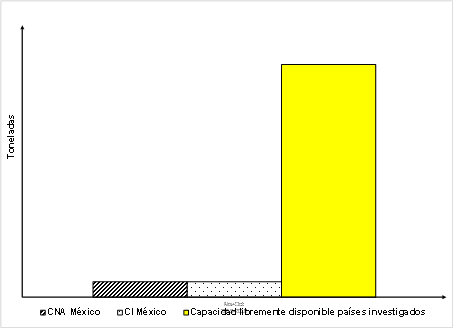 Toneladas
CNA México
CI México
Capacidad libremente disponible países investigados